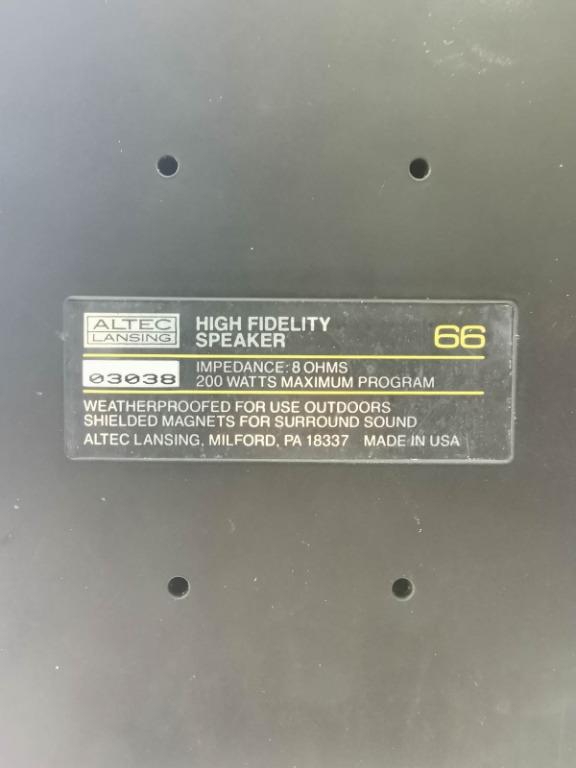 ALTEC
LANSING
HIGH FIDELITY
SPEAKER
66
03038
IMPEDANCE: 8 OHMS
200 WATTS MAXIMUM PROGRAM
WEATHERPROOFED FOR USE OUTDOORS
SHIELDED MAGNETS FOR SURROUND SOUND
ALTEC LANSING, MILFORD, PA 18337 MADE IN USA